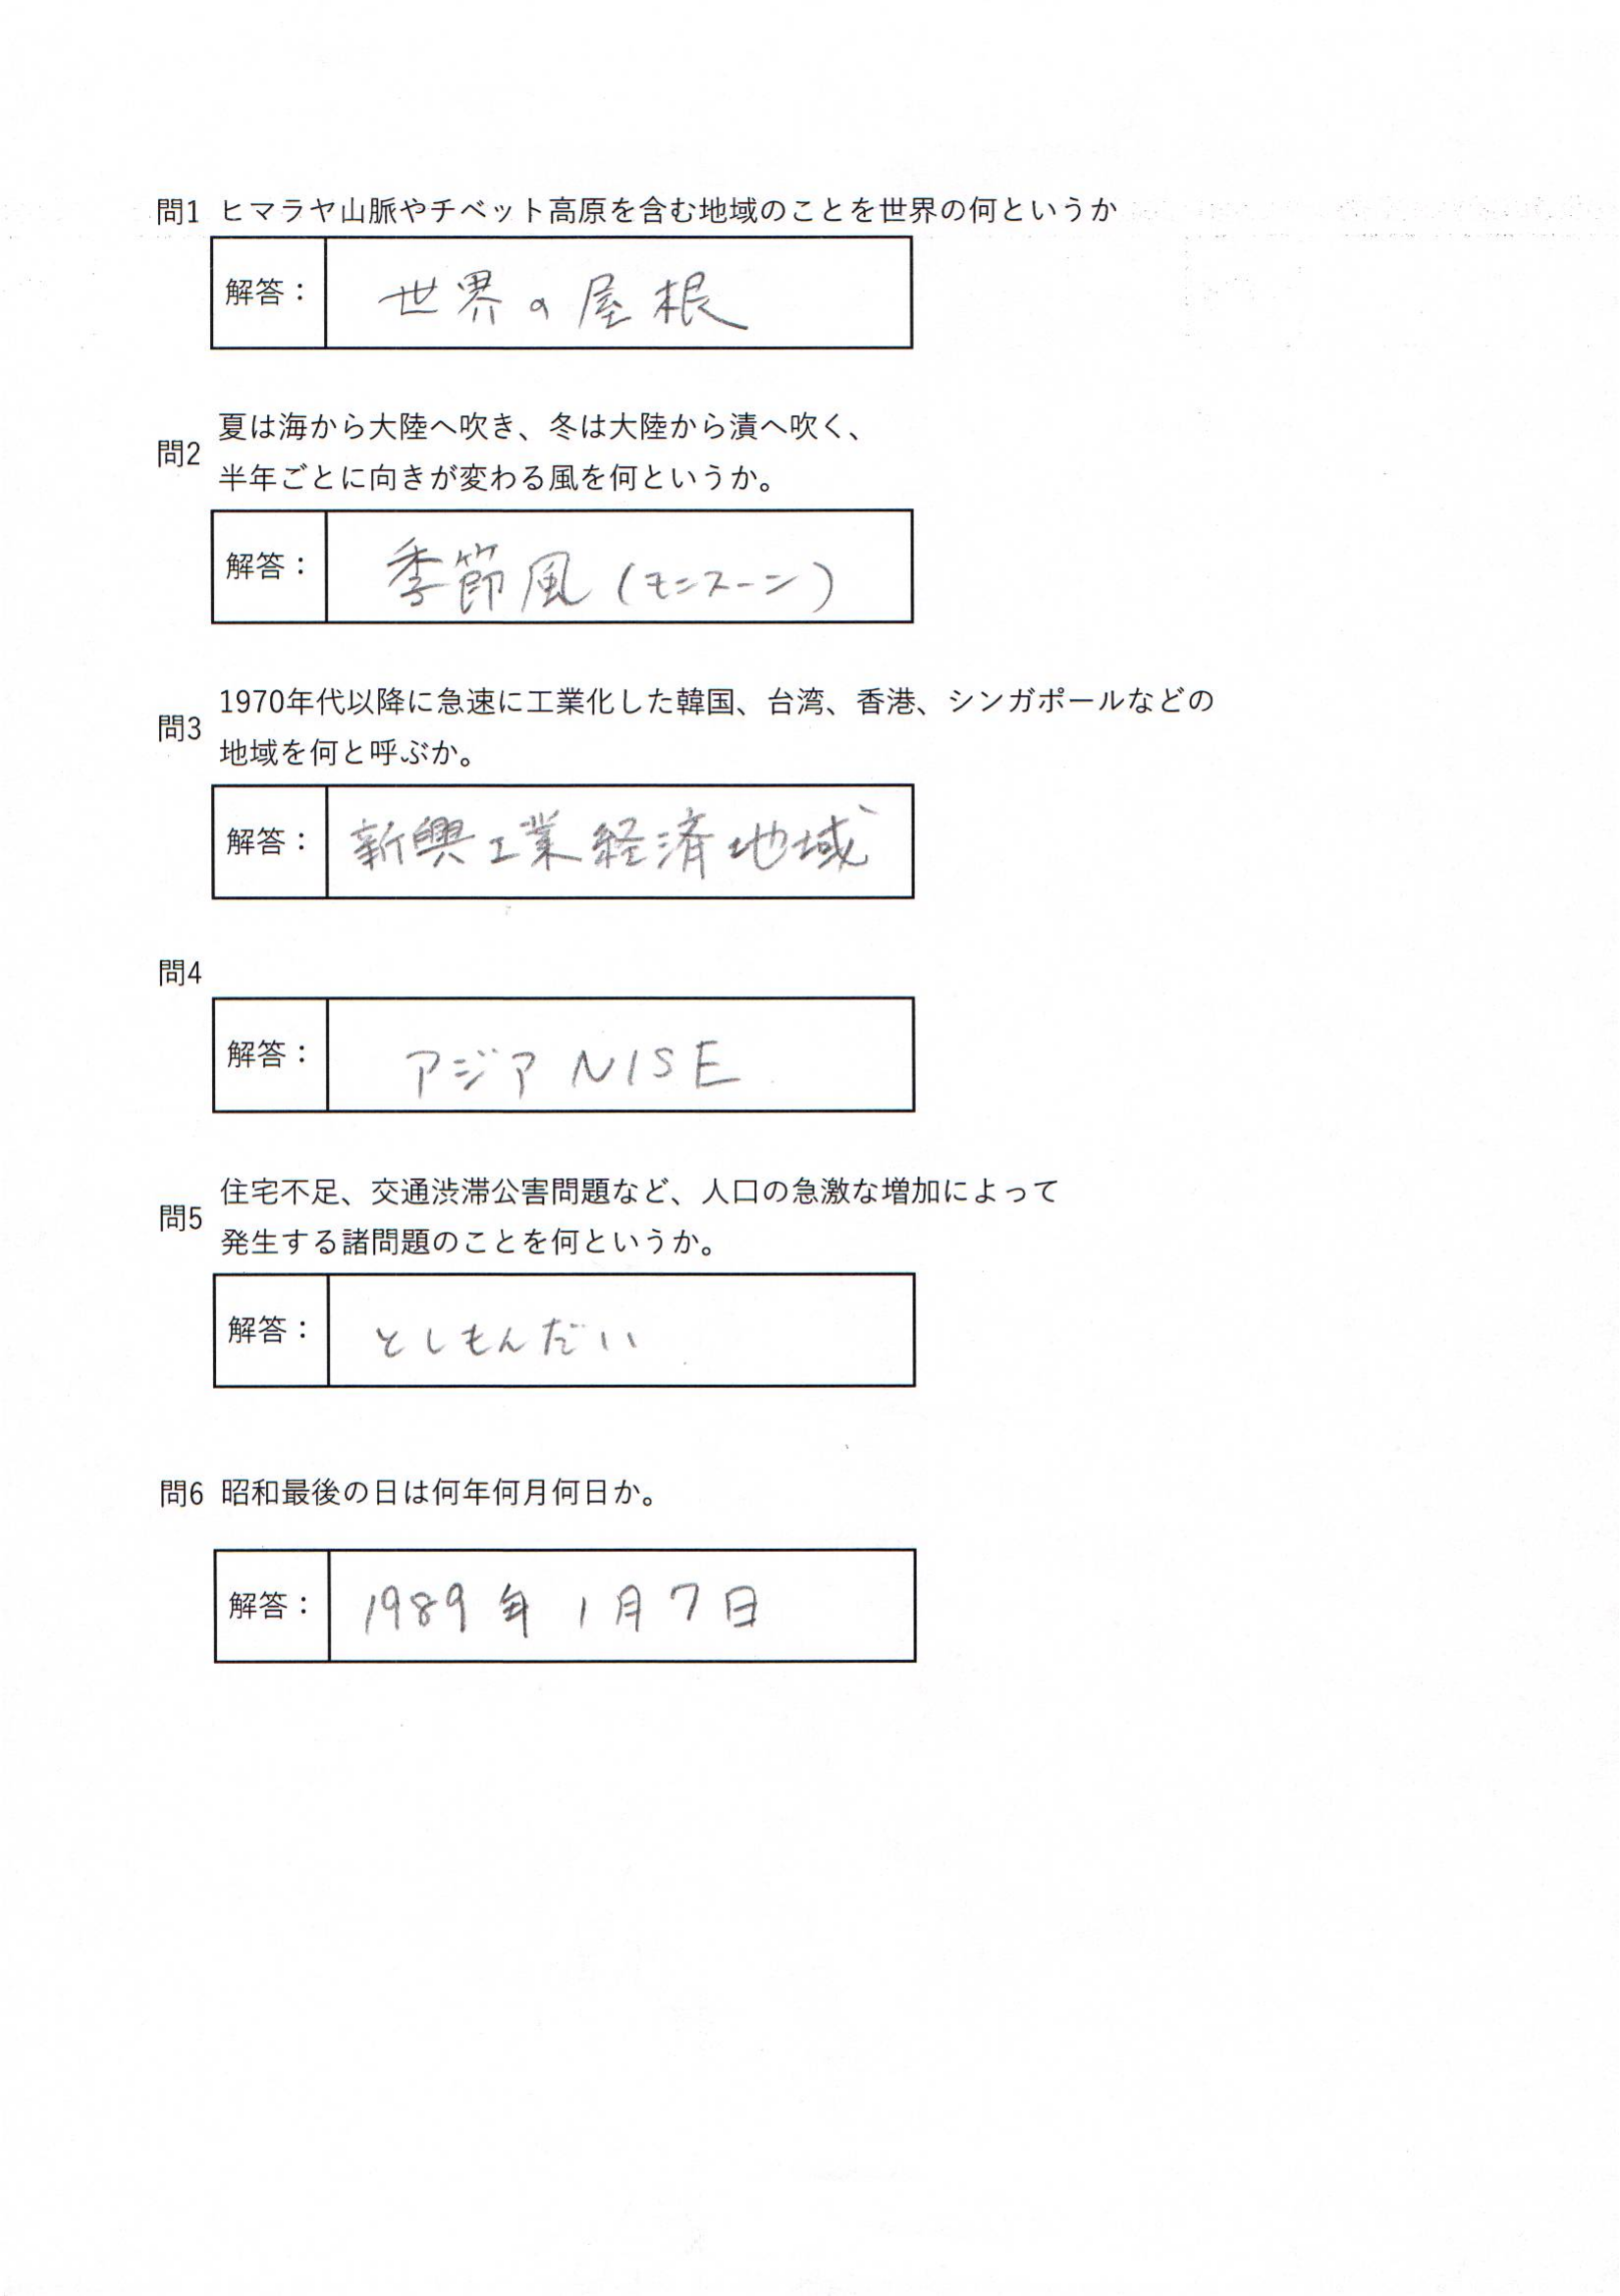 問1 ヒマラヤ山脈やチベット高原を含む地域のことを世界の何というか
解答： 世界の屋根
問2 夏は海から大陸へ吹き、冬は大陸から漬へ吹く、
半年ごとに向きが変わる風を何というか。
解答： 季節風（モンスーン）
問3 1970年代以降に急速に工業化した韓国、台湾、香港、シンガポールなどの
地域を何と呼ぶか。
解答： 新興工業経済地域
問4
解答： アジアNISE
問5 住宅不足、交通渋滞公害問題など、人口の急激な増加によって
発生する諸問題のことを何というか。
解答： としもんだい
問6 昭和最後の日は何年何月何日か。
解答： 1989年1月7日